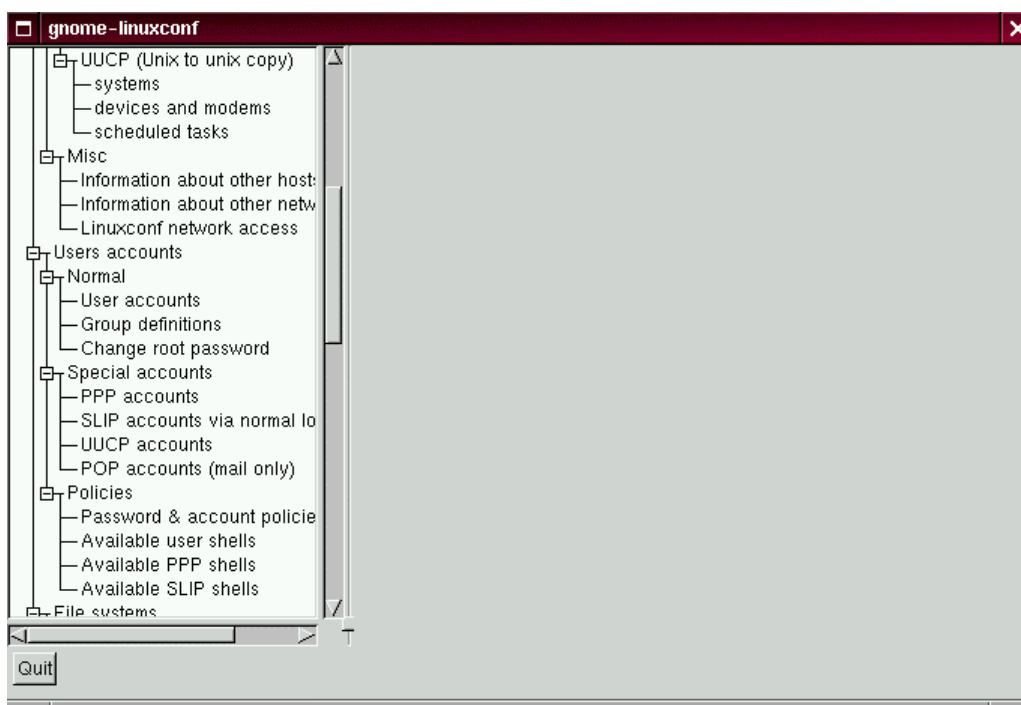 gnome-linuxconf
UUCP (Unix to unix copy)
systems
devices and modems
scheduled tasks
Misc
Information about other hosts
Information about other netw
Linuxconf network access
Users accounts
Normal
User accounts
Group definitions
Change root password
Special accounts
PPP accounts
SLIP accounts via normal lo
UUCP accounts
POP accounts (mail only)
Policies
Password & account policie
Available user shells
Available PPP shells
Available SLIP shells
File systems
Quit